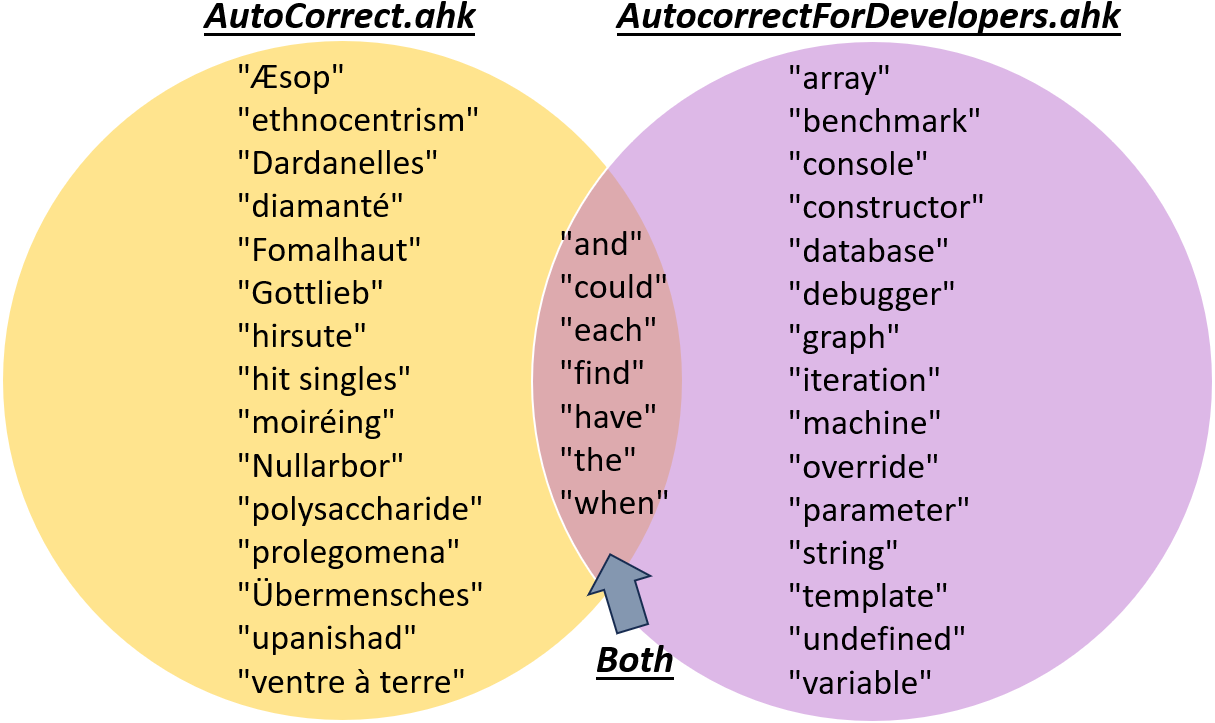 AutoCorrect.ahk
"Æsop"
"ethnocentrism"
"Dardanelles"
"diamanté"
"Fomalhaut"
"Gottlieb"
"hirsute"
"hit singles"
"moiréing"
"Nullarbor"
"polysaccharide"
"prolegomena"
"Übermensches"
"upanishad"
"ventre à terre"
"and"
"could"
"each"
"find"
"have"
"the"
"when"
Both
AutocorrectForDevelopers.ahk
"array"
"benchmark"
"console"
"constructor"
"database"
"debugger"
"graph"
"iteration"
"machine"
"override"
"parameter"
"string"
"template"
"undefined"
"variable"